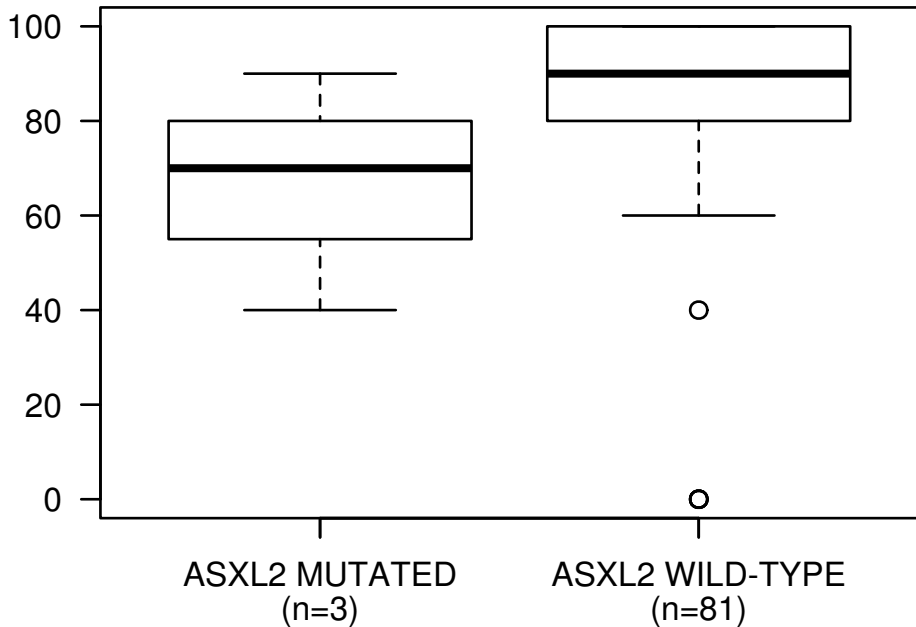 100
80
60
40
20
0
ASXL2 MUTATED
(n=3)
ASXL2 WILD-TYPE
(n=81)